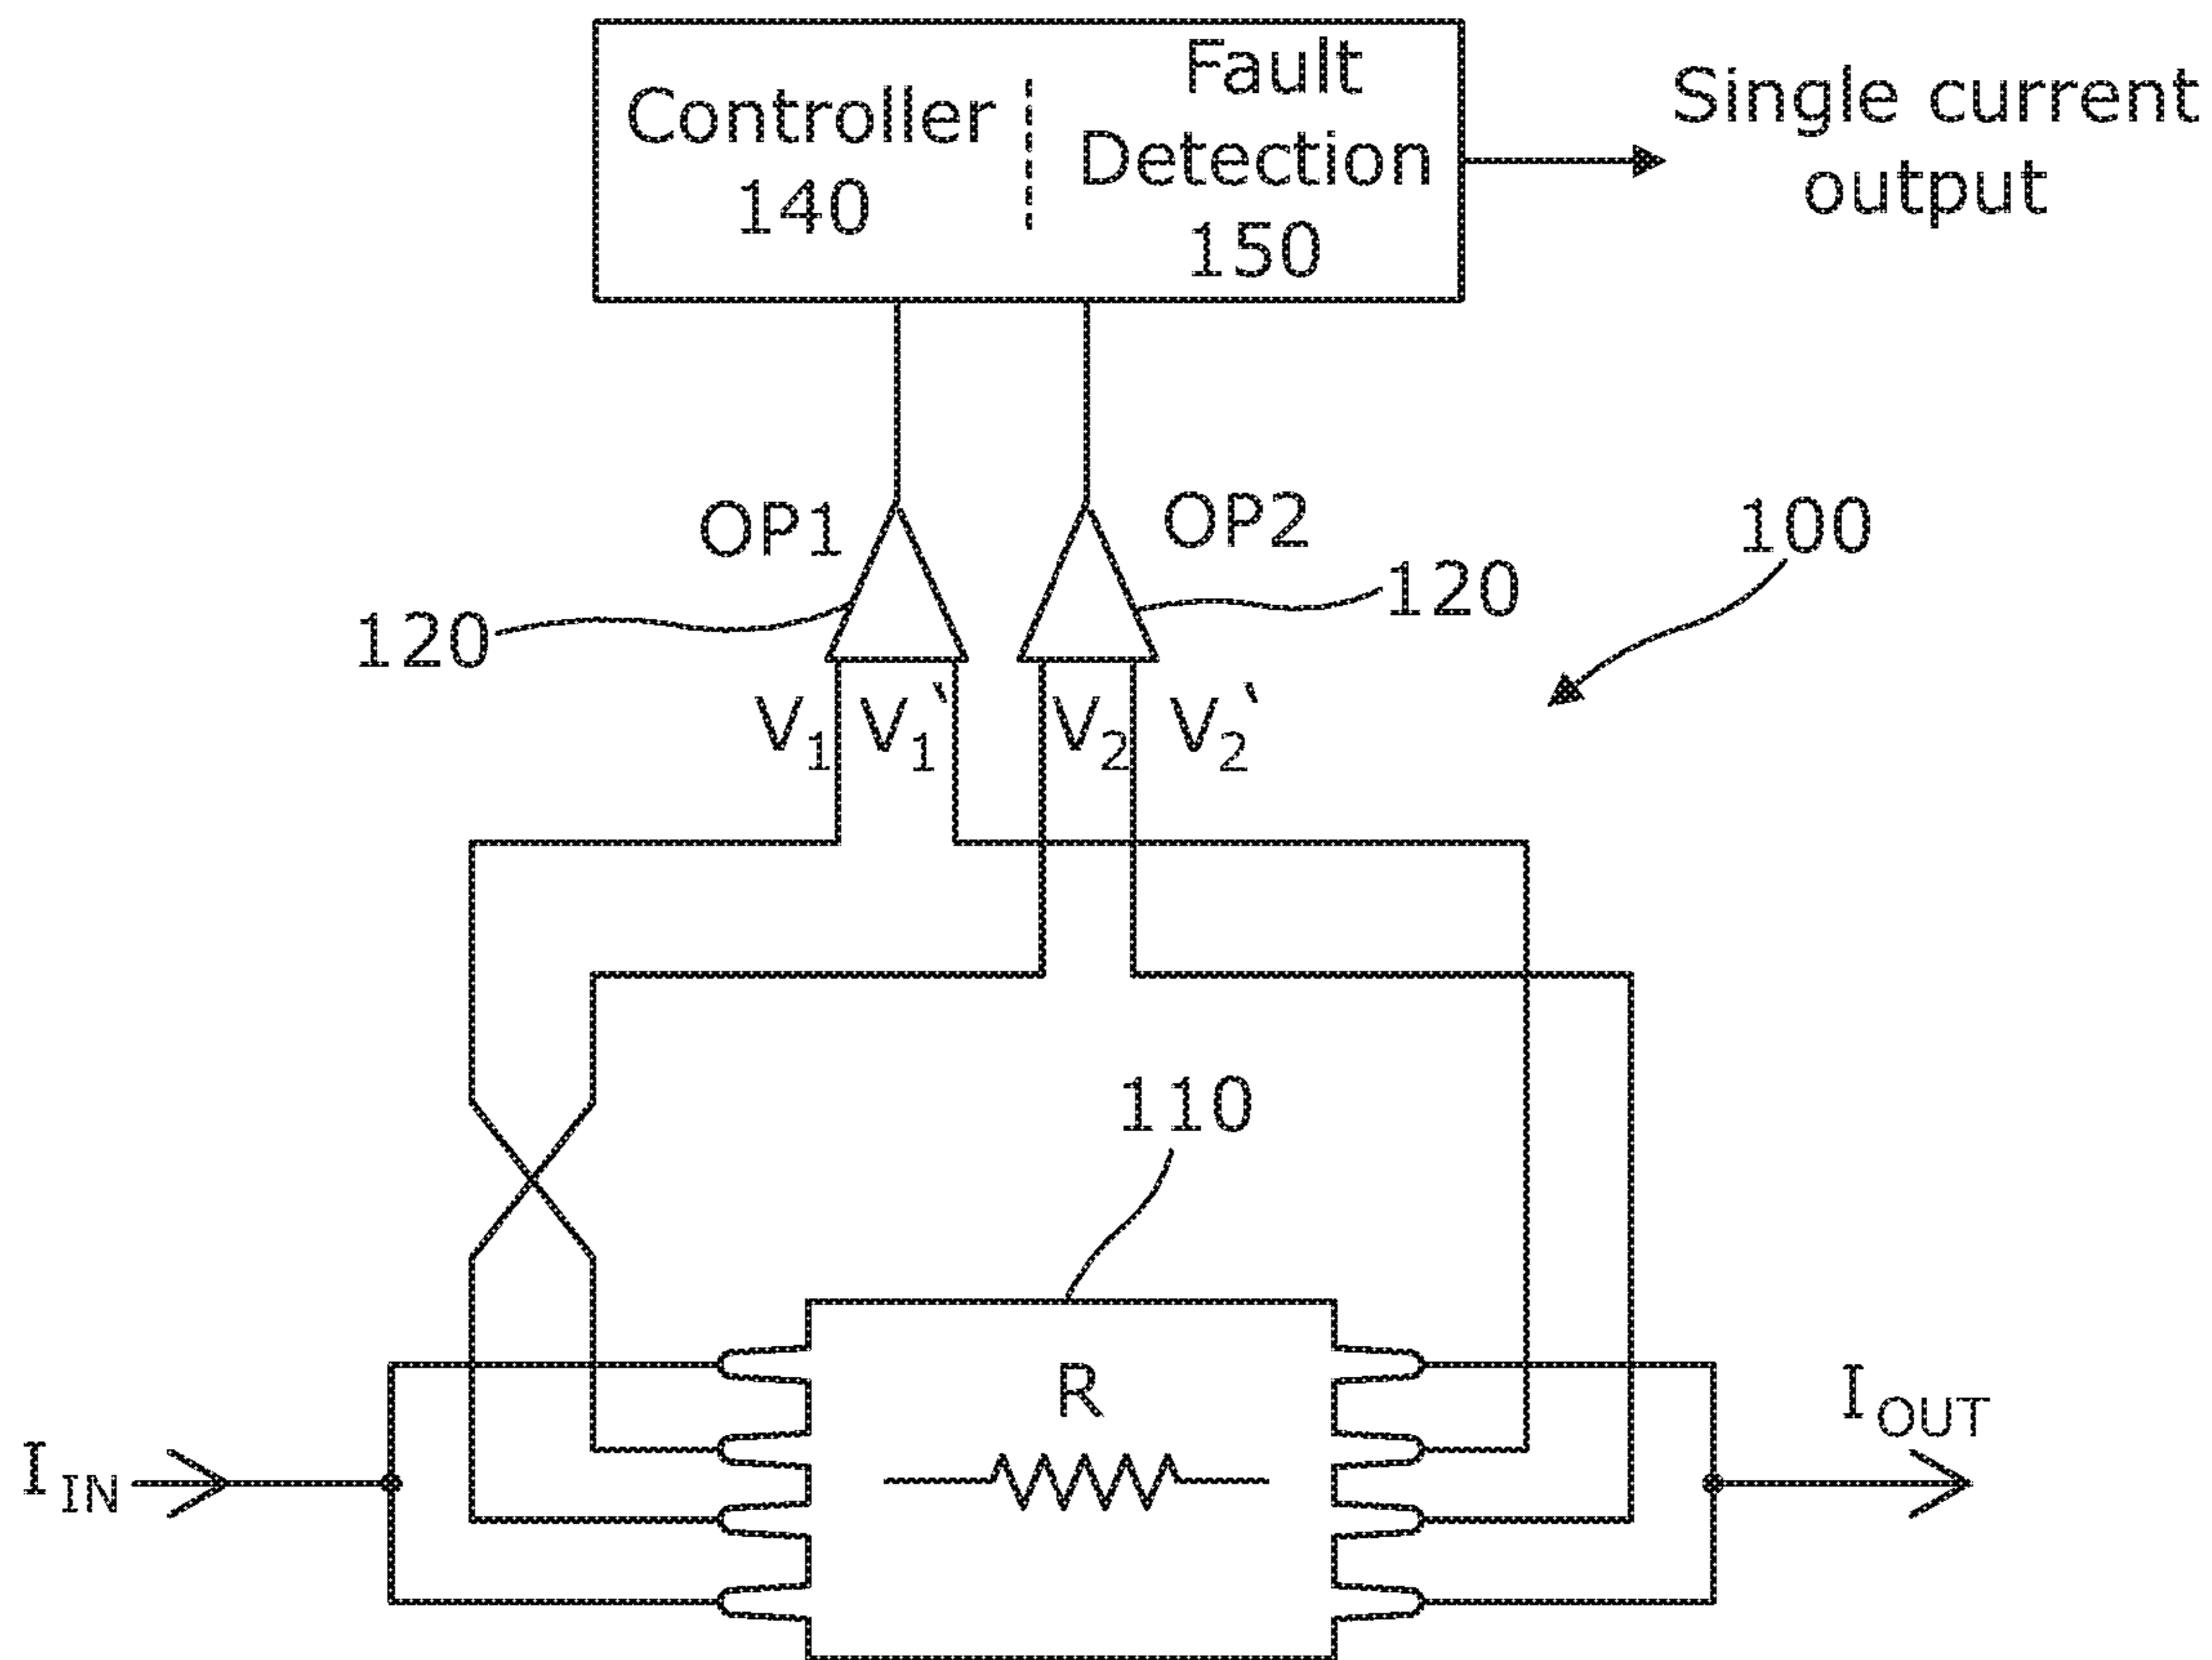 Controller
140
Fault
Detection
150
Single current
output
OP1
OP2
100
120
120
V1
V1`
V2
V2`
110
R
IIN
IOUT